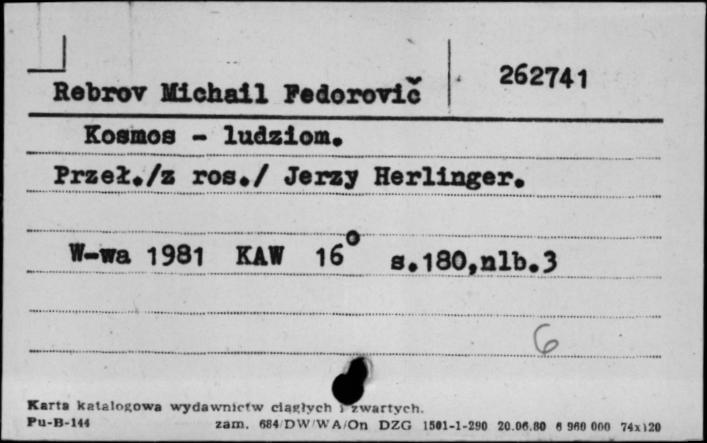 262741
Rebrov Michail Fedorovič
Kosmos - ludziom.
Przeł./z ros./ Jerzy Herlinger.
W-wa 1981 KAW 16° s.180,nlb.3
6
Karta katalogowa wydawnictw ciągłych i zwartych.
Pu-B-144 zam. 684/DW/WA/On DZG 1501-1-290 20.06.80 6 960 000 74x120